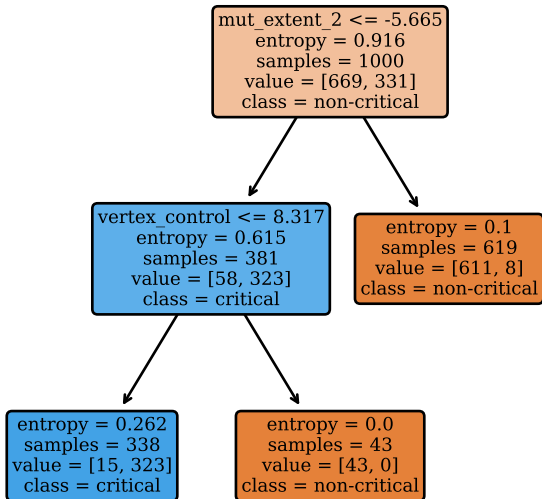 mut_extent_2 <= -5.665
entropy = 0.916
samples = 1000
value = [669, 331]
class = non-critical
vertex_control <= 8.317
entropy = 0.615
samples = 381
value = [58, 323]
class = critical
entropy = 0.1
samples = 619
value = [611, 8]
class = non-critical
entropy = 0.262
samples = 338
value = [15, 323]
class = critical
entropy = 0.0
samples = 43
value = [43, 0]
class = non-critical